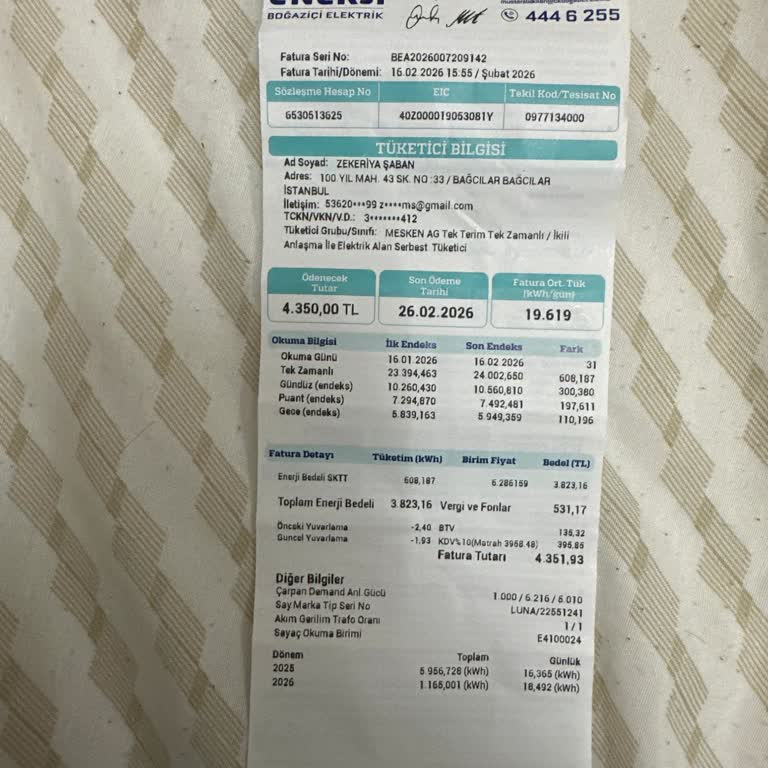 BOĞAZİÇİ ELEKTRİK
444 6 255
Fatura Seri No: BEA2026007209142
Fatura Tarihi/Dönemi: 16.02 2026 15:55 / Şubat 2026
Sözleşme Hesap No EIC Tekil Kod/Tesisat No
6530513625 40Z000019053081Y 0977134000
TÜKETİCİ BİLGİSİ
Ad Soyad: ZEKERİYA ŞABAN
Adres: 100.YIL MAH. 43 SK. NO :33 / BAĞCILAR BAĞCILAR
İSTANBUL
İletişim: 53620***99 z****ms@gmail.com
TCKN/VKN/V.D.: 3*******412
Tüketici Grubu/Sınıfı: MESKEN AG Tek Terim Tek Zamanlı / İkili
Anlaşma İle Elektrik Alan Serbest Tüketici
Ödenecek Tutar
4.350,00 TL
Son Ödeme Tarihi
26.02.2026
Fatura Ort. Tük (kWh/gün)
19.619
Okuma Bilgisi İlk Endeks Son Endeks Fark
Okuma Günü 16 01 2026 16 02 2026 31
Tek Zamanlı 23 394,463 24 002,650 608,187
Gündüz (endeks) 10 260,430 10 560,810 300,380
Puant (endeks) 7 294,870 7 492,481 197,611
Gece (endeks) 5 839,163 5 949,359 110,196
Fatura Detayı Tüketim (kWh) Birim Fiyat Bedel (TL)
Enerji Bedeli SKTT 608,187 6.286159 3.823,16
Toplam Enerji Bedeli 3.823,16 Vergi ve Fonlar 531,17
Önceki Yuvarlama -2,40 BTV 135,32
Güncel Yuvarlama -1,93 KDV%10(Matrah 3958.48) 395,85
Fatura Tutarı 4.351,93
Diğer Bilgiler
Çarpan Demand Anl.Gücü 1.000 / 6.216 / 5.010
Say Marka Tip Seri No LUNA/22551241
Akım Gerilim Trafo Oranı 1 / 1
Sayaç Okuma Birimi E4100024
Dönem Toplam Günlük
2025 5 956,728 (kWh) 16,365 (kWh)
2026 1.165,001 (kWh) 18,492 (kWh)